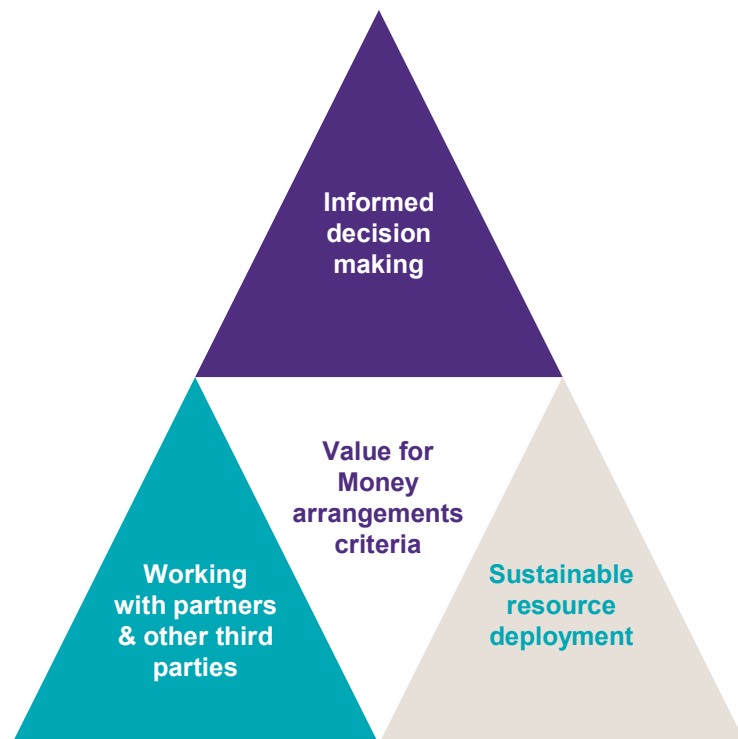 Informed
decision
making
Value for
Money
arrangements
criteria
Working
with partners
& other third
parties
Sustainable
resource
deployment